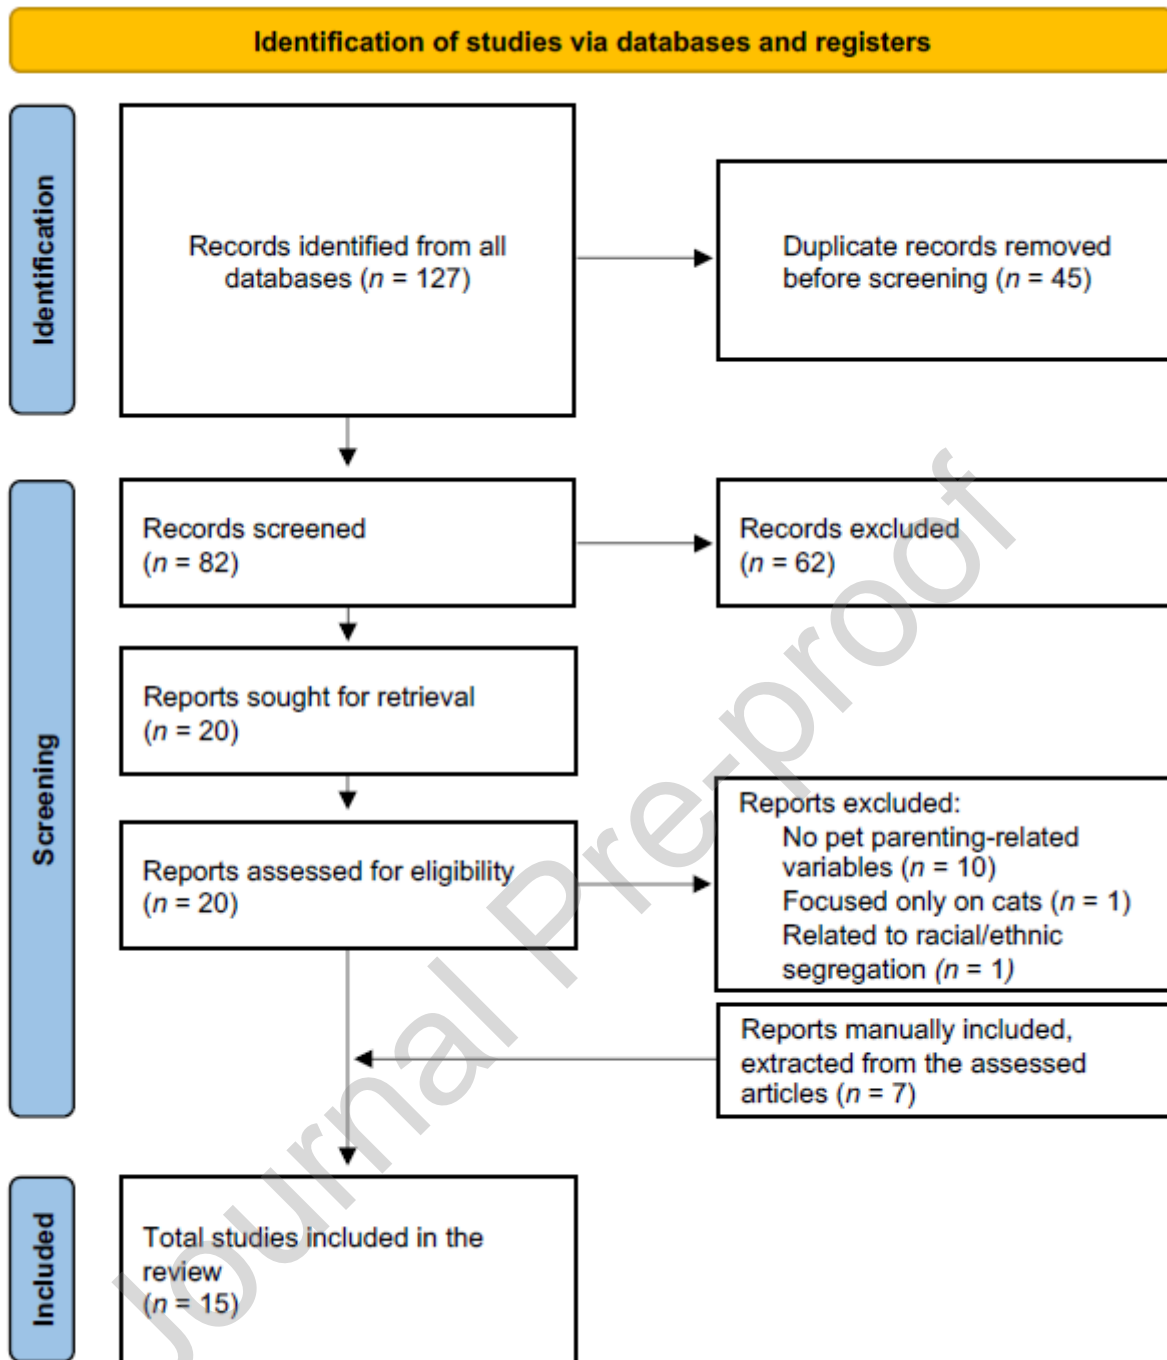 Identification of studies via databases and registers
Identification
Records identified from all
databases (n = 127)
Duplicate records removed
before screening (n = 45)
Screening
Records screened
(n = 82)
Records excluded
(n = 62)
Reports sought for retrieval
(n = 20)
Reports assessed for eligibility
(n = 20)
Reports excluded:
No pet parenting-related
variables (n = 10)
Focused only on cats (n = 1)
Related to racial/ethnic
segregation (n = 1)
Reports manually included,
extracted from the assessed
articles (n = 7)
Included
Total studies included in the
review
(n = 15)
Journal Pre-proof